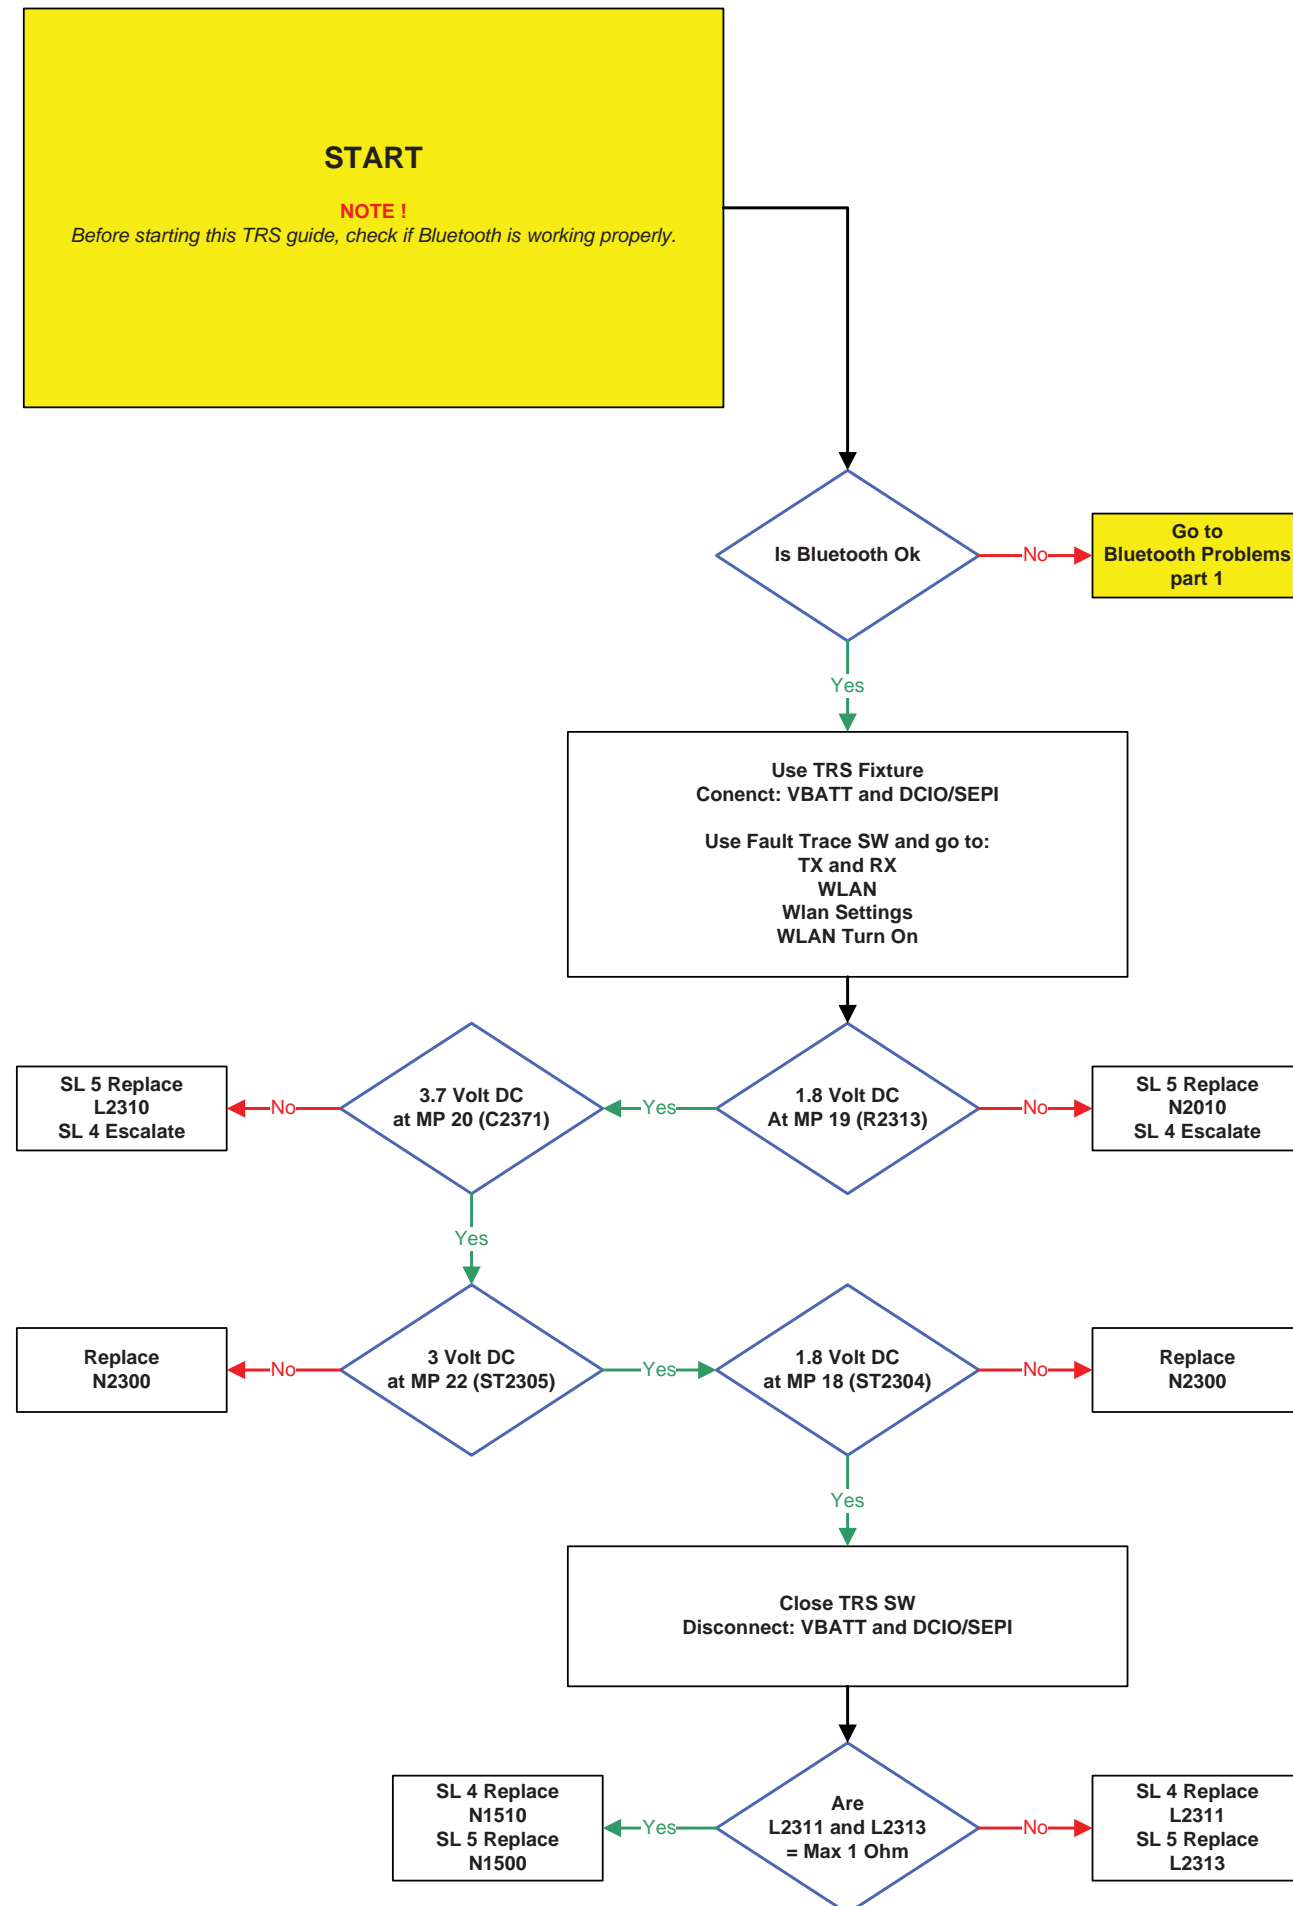 START
NOTE !
Before starting this TRS guide, check if Bluetooth is working properly.
Is Bluetooth Ok
No
Go to
Bluetooth Problems
part 1
Yes
Use TRS Fixture
Conenct: VBATT and DCIO/SEPI
Use Fault Trace SW and go to:
TX and RX
WLAN
Wlan Settings
WLAN Turn On
SL 5 Replace
L2310
SL 4 Escalate
No
3.7 Volt DC
at MP 20 (C2371)
Yes
1.8 Volt DC
At MP 19 (R2313)
No
SL 5 Replace
N2010
SL 4 Escalate
Yes
Replace
N2300
No
3 Volt DC
at MP 22 (ST2305)
Yes
1.8 Volt DC
at MP 18 (ST2304)
No
Replace
N2300
Yes
Close TRS SW
Disconnect: VBATT and DCIO/SEPI
SL 4 Replace
N1510
SL 5 Replace
N1500
Yes
Are
L2311 and L2313
= Max 1 Ohm
No
SL 4 Replace
L2311
SL 5 Replace
L2313